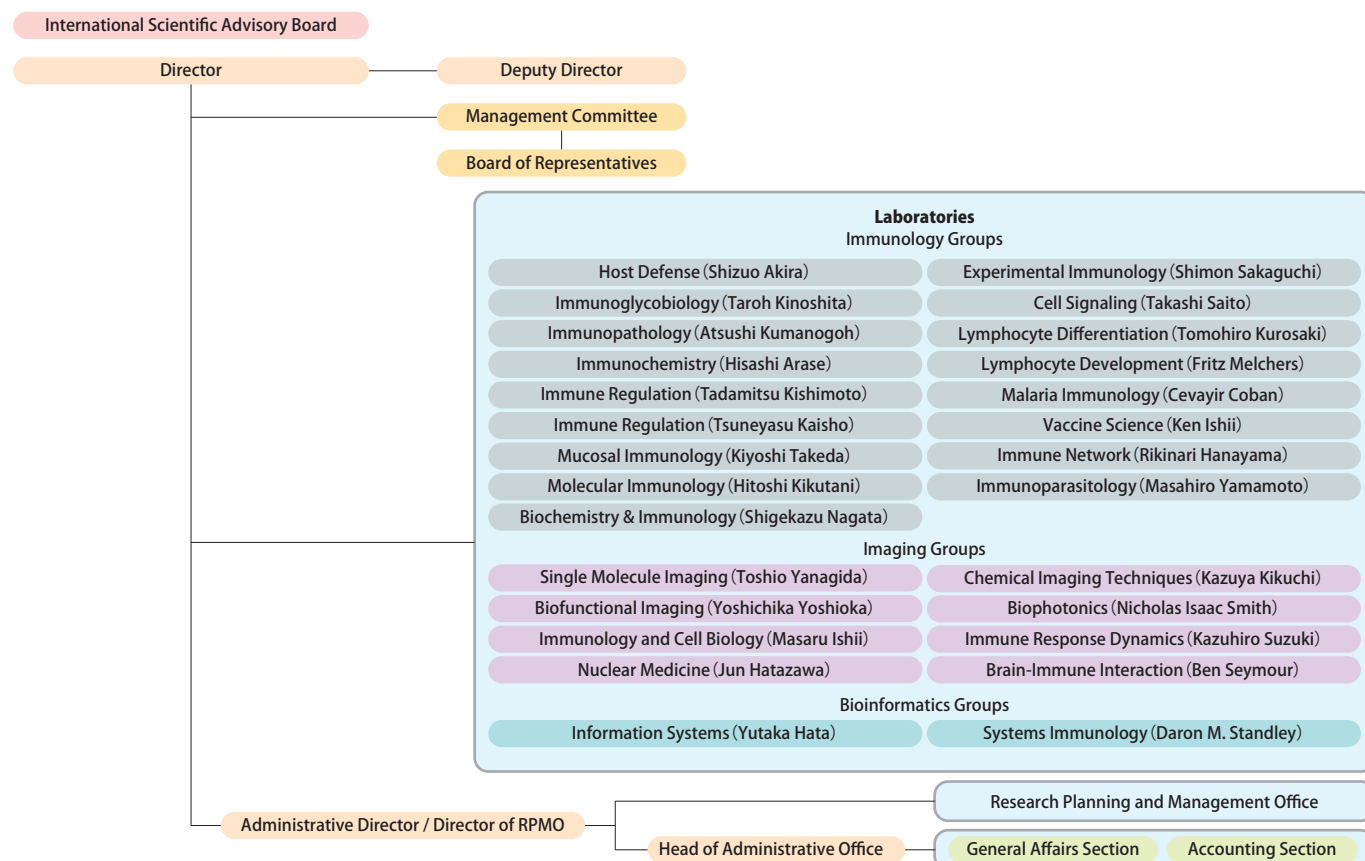 International Scientific Advisory Board
Director
Deputy Director
Management Committee
Board of Representatives
Laboratories
Immunology Groups
Host Defense (Shizuo Akira)
Experimental Immunology (Shimon Sakaguchi)
Immunoglycobiology (Taroh Kinoshita)
Cell Signaling (Takashi Saito)
Immunopathology (Atsushi Kumanogoh)
Lymphocyte Differentiation (Tomohiro Kurosaki)
Immunochemistry (Hisashi Arase)
Lymphocyte Development (Fritz Melchers)
Immune Regulation (Tadamitsu Kishimoto)
Malaria Immunology (Cevayir Coban)
Immune Regulation (Tsuneyasu Kaisho)
Vaccine Science (Ken Ishii)
Mucosal Immunology (Kiyoshi Takeda)
Immune Network (Rikinari Hanayama)
Molecular Immunology (Hitoshi Kikutani)
Immunoparasitology (Masahiro Yamamoto)
Biochemistry & Immunology (Shigekazu Nagata)
Imaging Groups
Single Molecule Imaging (Toshio Yanagida)
Chemical Imaging Techniques (Kazuya Kikuchi)
Biofunctional Imaging (Yoshichika Yoshioka)
Biophotonics (Nicholas Isaac Smith)
Immunology and Cell Biology (Masaru Ishii)
Immune Response Dynamics (Kazuhiro Suzuki)
Nuclear Medicine (Jun Hatazawa)
Brain-Immune Interaction (Ben Seymour)
Bioinformatics Groups
Information Systems (Yutaka Hata)
Systems Immunology (Daron M. Standley)
Research Planning and Management Office
Administrative Director / Director of RPMO
Head of Administrative Office
General Affairs Section
Accounting Section